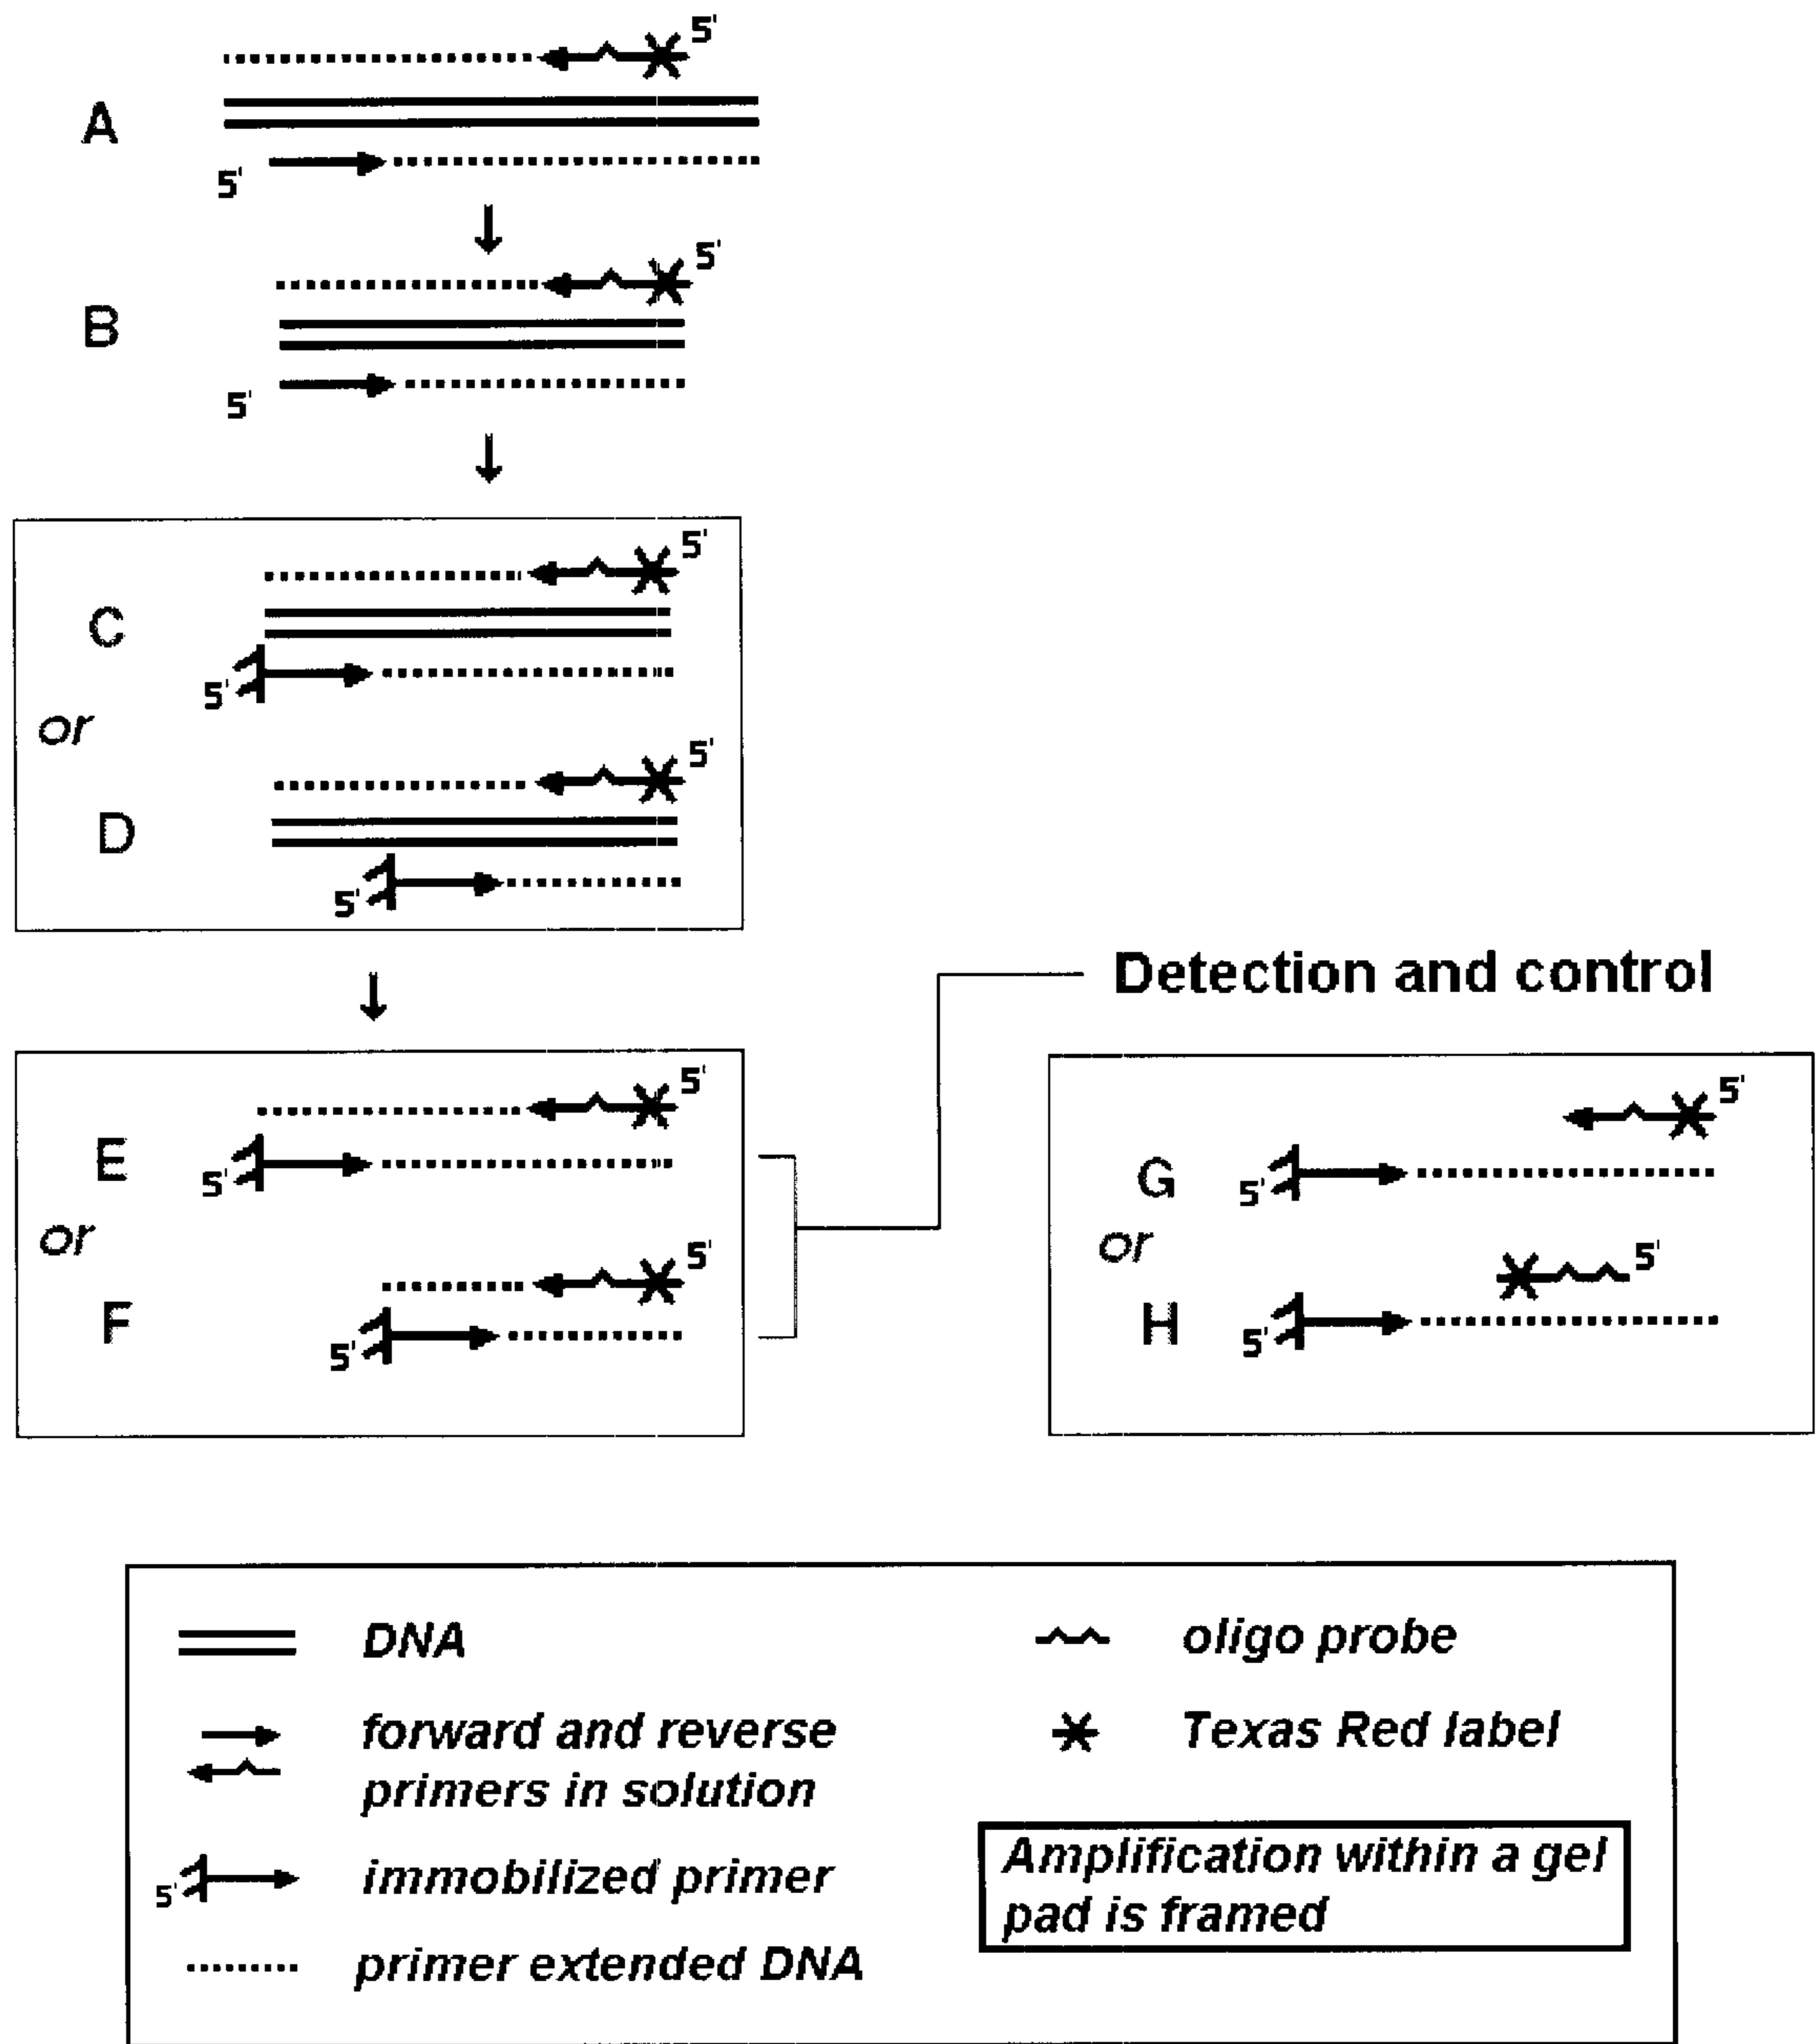 5'
A
5'
5'
B
5'
5'
C
5'
or
5'
D
5'
Detection and control
5'
E
5'
or
5'
F
5'
5'
G
5'
or
5'
H
5'
DNA
forward and reverse
primers in solution
5'
immobilized primer
primer extended DNA
oligo probe
Texas Red label
Amplification within a gel
pad is framed